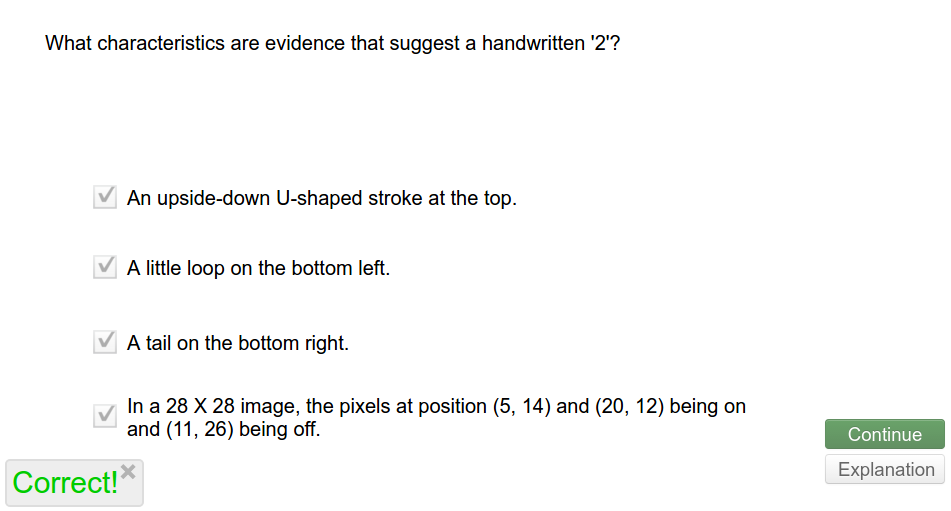 What characteristics are evidence that suggest a handwritten '2'?
An upside-down U-shaped stroke at the top.
A little loop on the bottom left.
A tail on the bottom right.
In a 28 X 28 image, the pixels at position (5, 14) and (20, 12) being on
and (11, 26) being off.
Continue
Correct!
Explanation